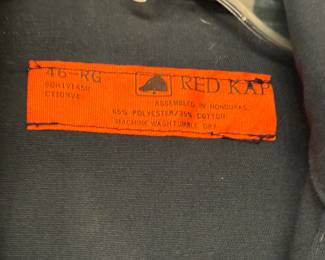 46-RG
RED KAP
ASSEMBLED IN HONDURAS
65% POLYESTER/35% COTTON
MACHINE WASH TUMBLE DRY